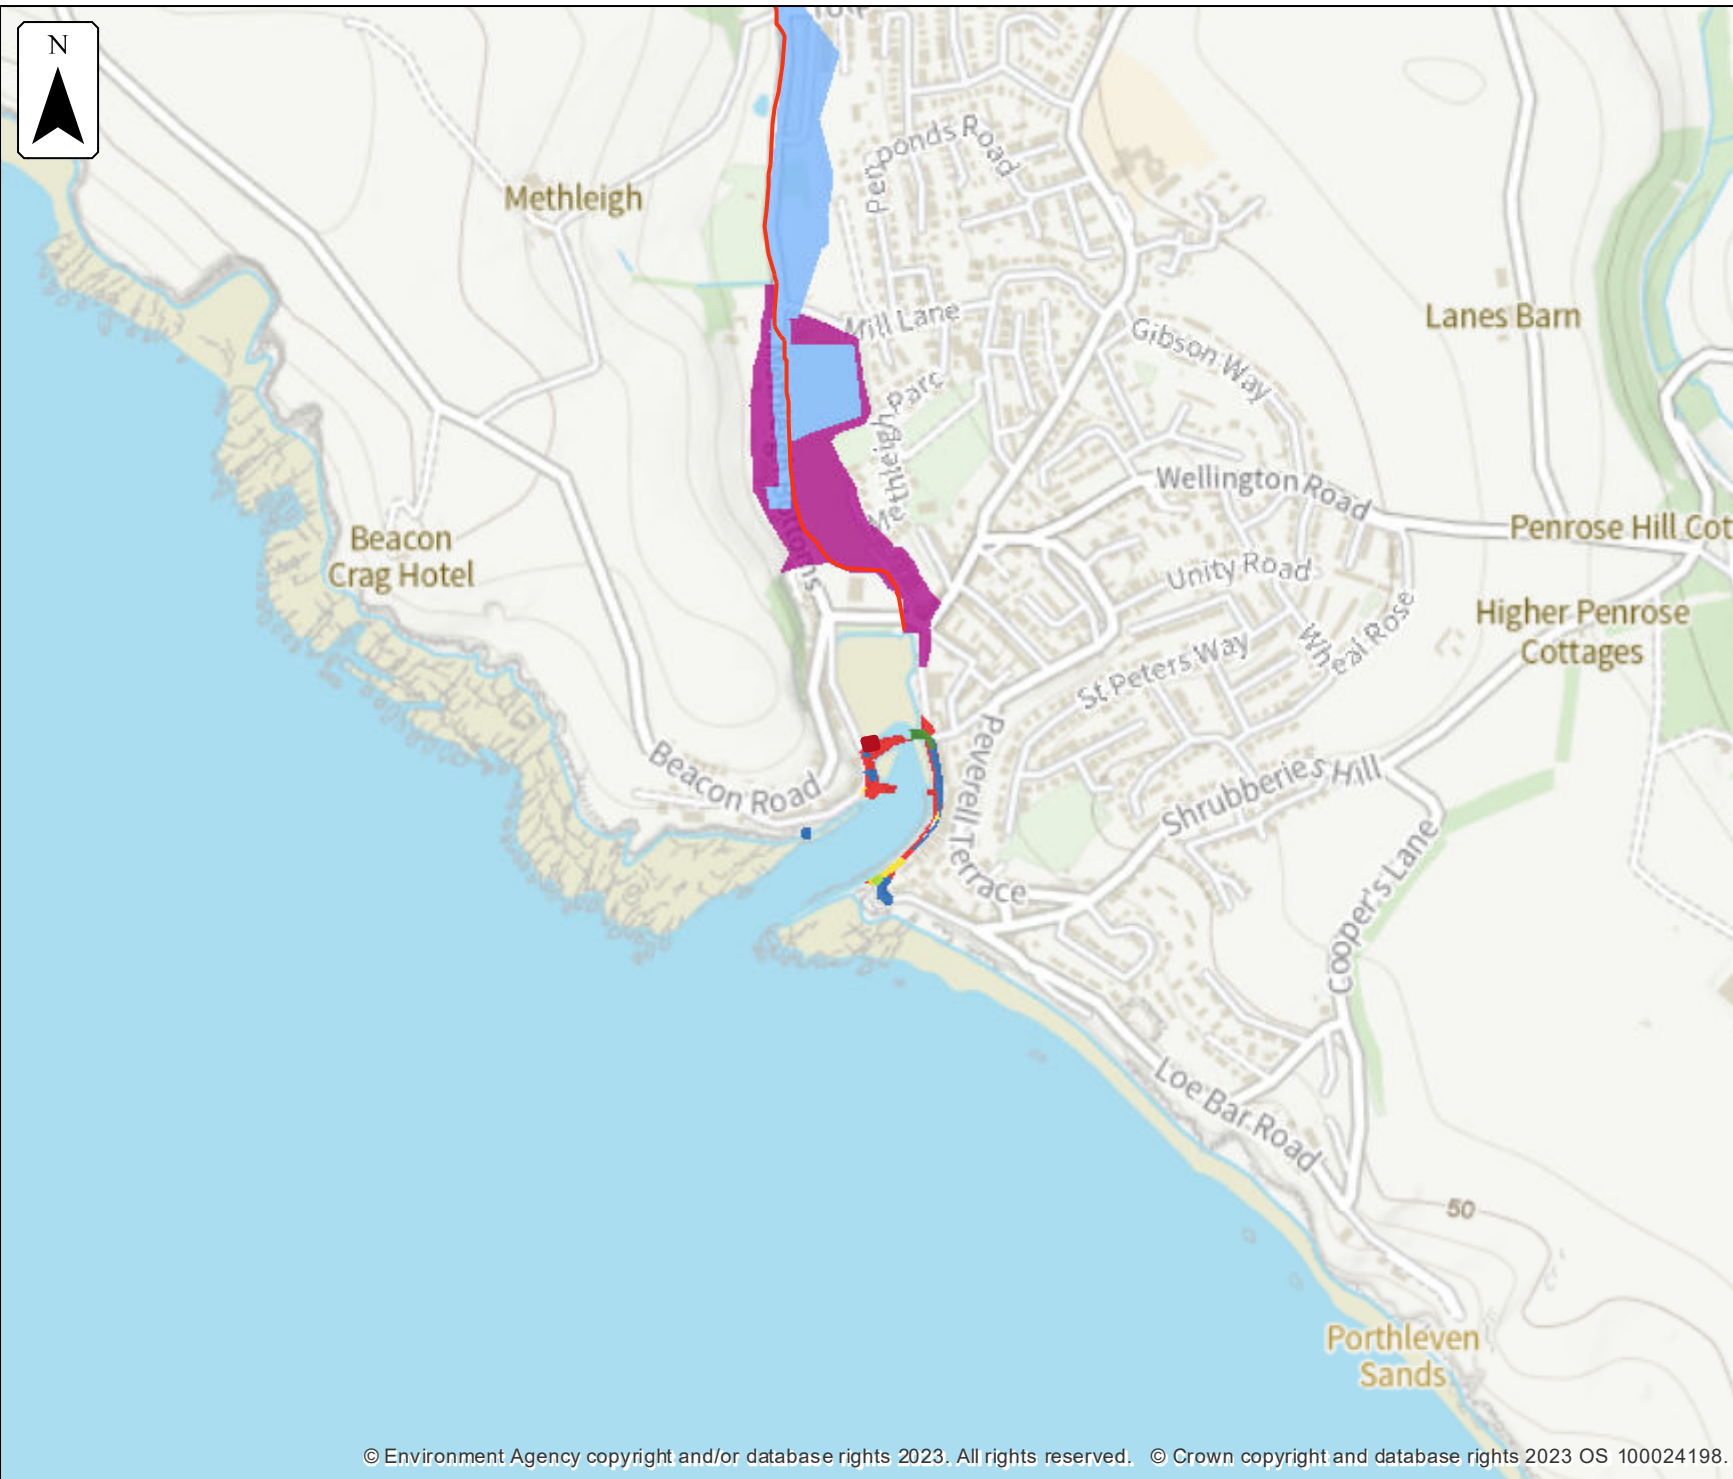 N
Methleigh
Penponds Road
Lanes Barn
Mill Lane
Gibson Way
Methleigh Parc
Wellington Road
Penrose Hill Cot
Beacon
Crag Hotel
Unity Road
Higher Penrose
Cottages
Wheal Rose
St Peters Way
Peverell Terrace
Beacon Road
Shrubberies Hill
Cooper's Lane
Loe Bar Road
50
Porthleven
Sands
© Environment Agency copyright and/or database rights 2023. All rights reserved. © Crown copyright and database rights 2023 OS 100024198.